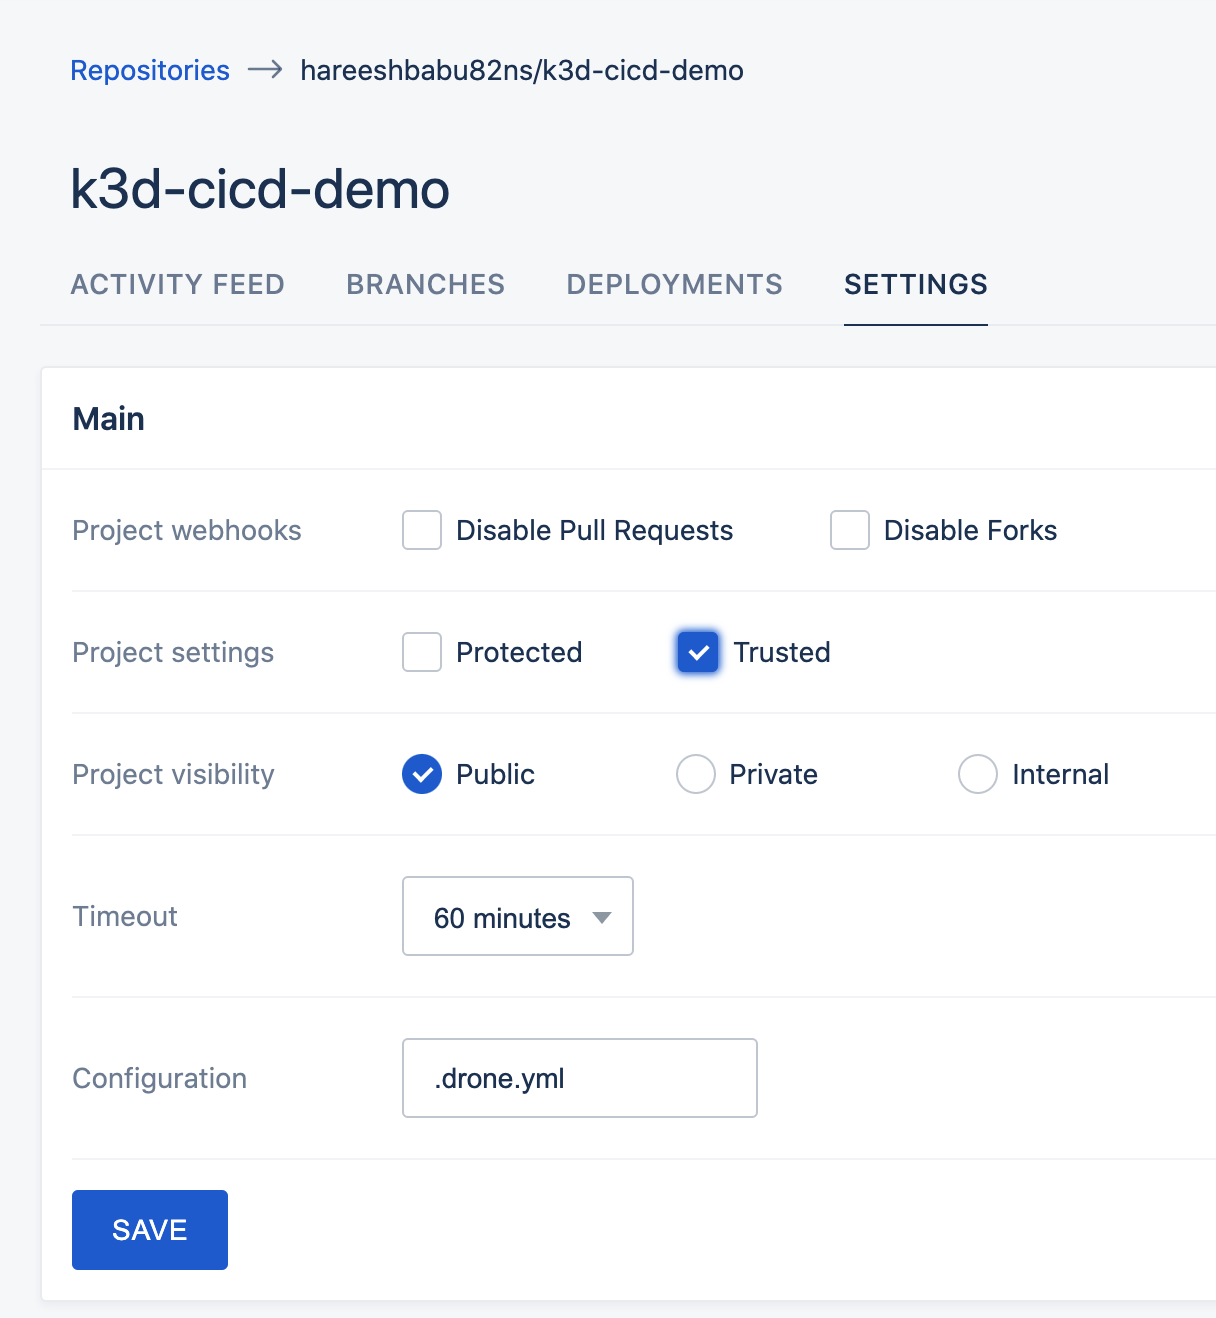 Repositories → hareeshbabu82ns/k3d-cicd-demo
k3d-cicd-demo
ACTIVITY FEED BRANCHES DEPLOYMENTS SETTINGS
Main
Project webhooks Disable Pull Requests Disable Forks
Project settings Protected Trusted
Project visibility Public Private Internal
Timeout 60 minutes
Configuration .drone.yml
SAVE